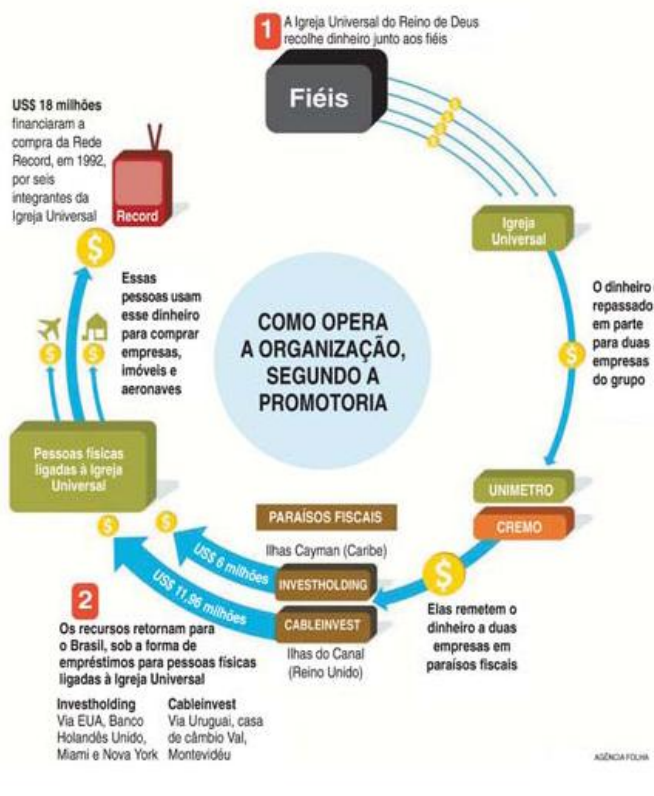 1
A Igreja Universal do Reino de Deus
recolhe dinheiro junto aos fiéis
Fiéis
US$ 18 milhões
financiaram a
compra da Rede
Record, em 1992,
por seis
integrantes da
Igreja Universal
Record
Igreja
Universal
$
Essas
pessoas usam
esse dinheiro
para comprar
empresas,
imóveis e
aeronaves
COMO OPERA
A ORGANIZAÇÃO,
SEGUNDO A
PROMOTORIA
O dinheiro
repassado
em parte
para duas
empresas
do grupo
Pessoas físicas
ligadas à Igreja
Universal
UNIMETRO
CREMO
PARAÍSOS FISCAIS
Ilhas Cayman (Caribe)
US$ 6 milhões
INVESTHOLDING
US$ 11,96 milhões
CABLEINVEST
Ilhas do Canal
(Reino Unido)
$
Elas remetem o
dinheiro a duas
empresas em
paraísos fiscais
2
Os recursos retornam para
o Brasil, sob a forma de
empréstimos para pessoas físicas
ligadas à Igreja Universal
Investholding
Via EUA, Banco
Holandês Unido,
Miami e Nova York
Cableinvest
Via Uruguai, casa
de câmbio Val,
Montevidéu
AGÊNCIA FOLHA